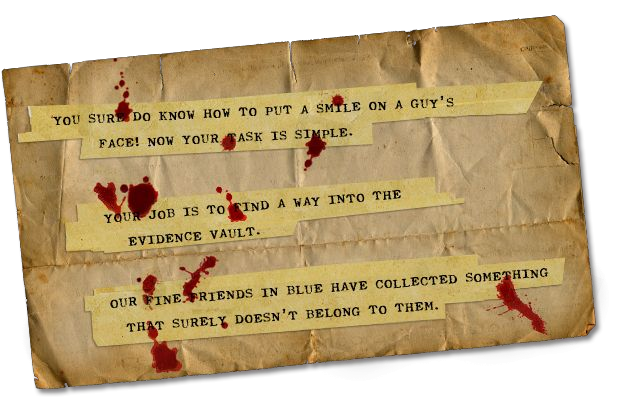 YOU SURE DO KNOW HOW TO PUT A SMILE ON A GUY'S
FACE! NOW YOUR TASK IS SIMPLE.
YOUR JOB IS TO FIND A WAY INTO THE
EVIDENCE VAULT.
OUR FINE FRIENDS IN BLUE HAVE COLLECTED SOMETHING
THAT SURELY DOESN'T BELONG TO THEM.